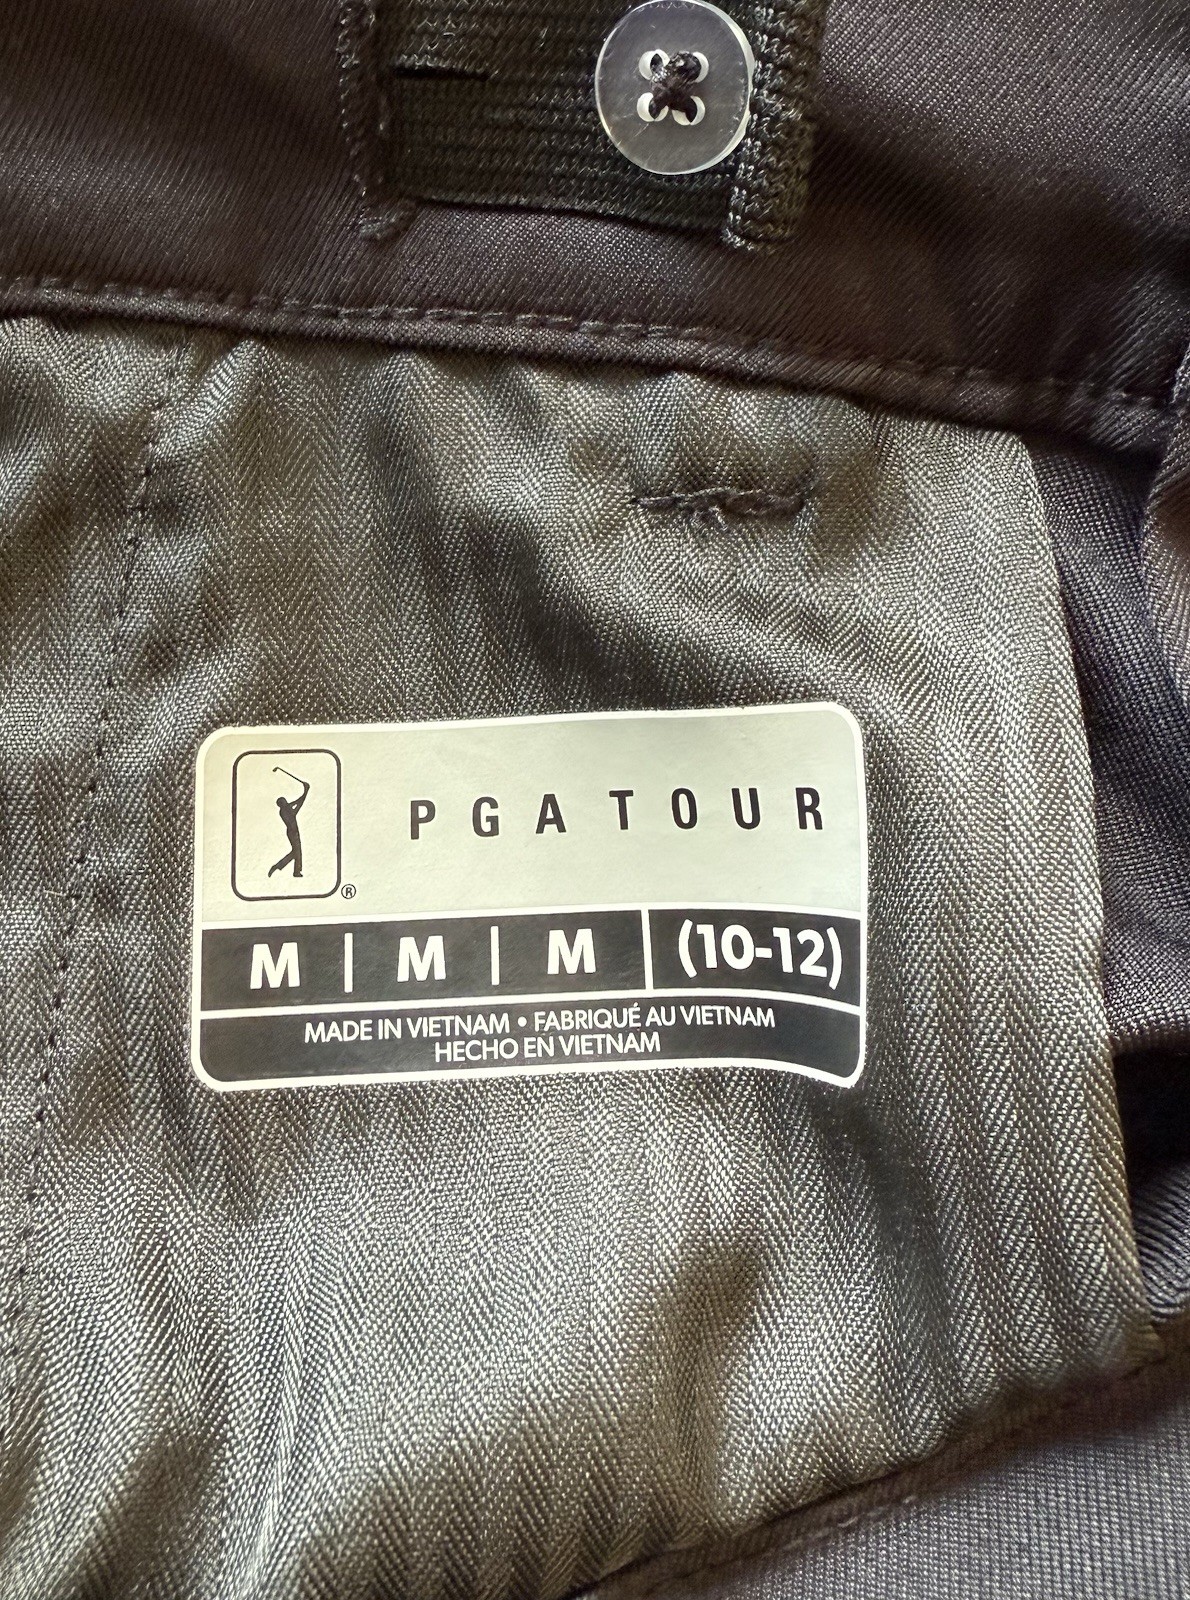 PGA TOUR
®
M | M | M | (10-12)
MADE IN VIETNAM • FABRIQUÉ AU VIETNAM
HECHO EN VIETNAM